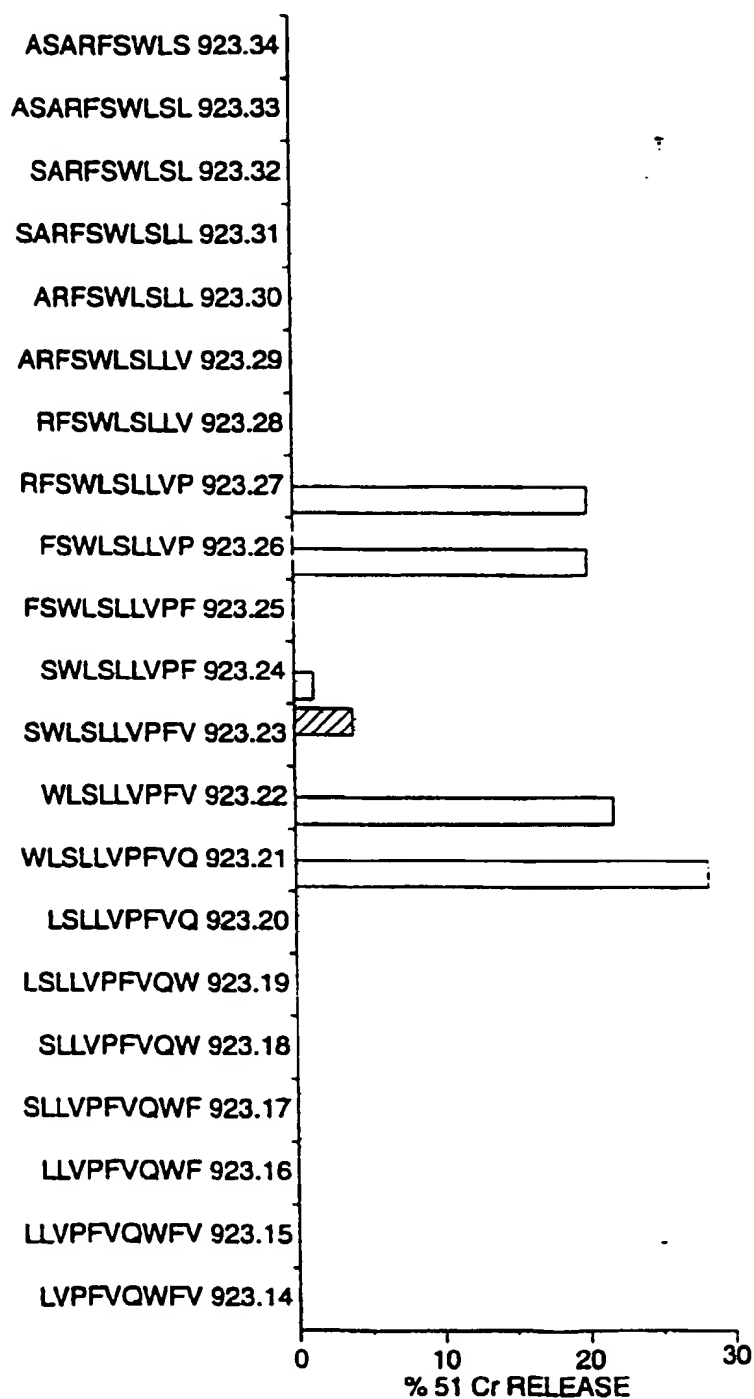 ASARFSWLS 923.34
ASARFSWLSL 923.33
SARFSWLSL 923.32
SARFSWLSLL 923.31
ARFSWLSLL 923.30
ARFSWLSLLV 923.29
RFSWLSLLV 923.28
RFSWLSLLVP 923.27
FSWLSLLVP 923.26
FSWLSLLVPF 923.25
SWLSLLVPF 923.24
SWLSLLVPFV 923.23
WLSLLVPFV 923.22
WLSLLVPFVQ 923.21
LSLLVPFVQ 923.20
LSLLVPFVQW 923.19
SLLVPFVQW 923.18
SLLVPFVQWF 923.17
LLVPFVQWF 923.16
LLVPFVQWFV 923.15
LVPFVQWFV 923.14
0 10 20 30
% 51 Cr RELEASE